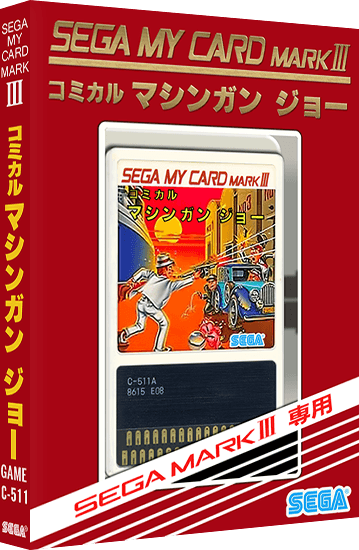 SEGA
MY
CARD
MARK
III
コミカル マシンガン ジョー
GAME
C-511
SEGA
SEGA MY CARD MARK III
コミカル マシンガン ジョー
SEGA MY CARD MARK III
コミカル
マシンガン ジョー
SEGA
C-511A
8615 E08
SEGA MARK III 専用
SEGA